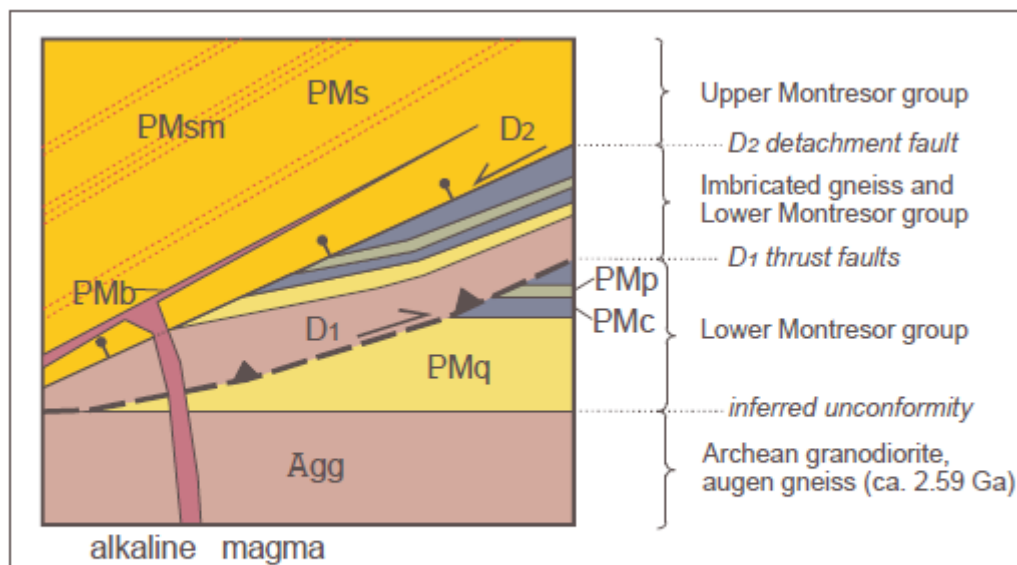 PMs
PMsm
D2
PMb
D1
PMq
Agg
alkaline magma
Upper Montresor group
D2 detachment fault
Imbricated gneiss and
Lower Montresor group
D1 thrust faults
PMp
PMc
Lower Montresor group
inferred unconformity
Archean granodiorite,
augen gneiss (ca. 2.59 Ga)